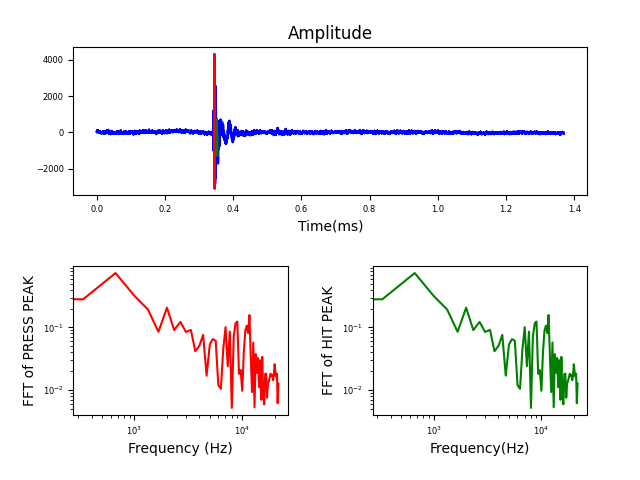 Amplitude
4000
2000
0
−2000
0.0 0.2 0.4 0.6 0.8 1.0 1.2 1.4
Time(ms)
FFT of PRESS PEAK
10⁻¹
10⁻²
10³ 10⁴
Frequency (Hz)
FFT of HIT PEAK
10⁻¹
10⁻²
10³ 10⁴
Frequency(Hz)